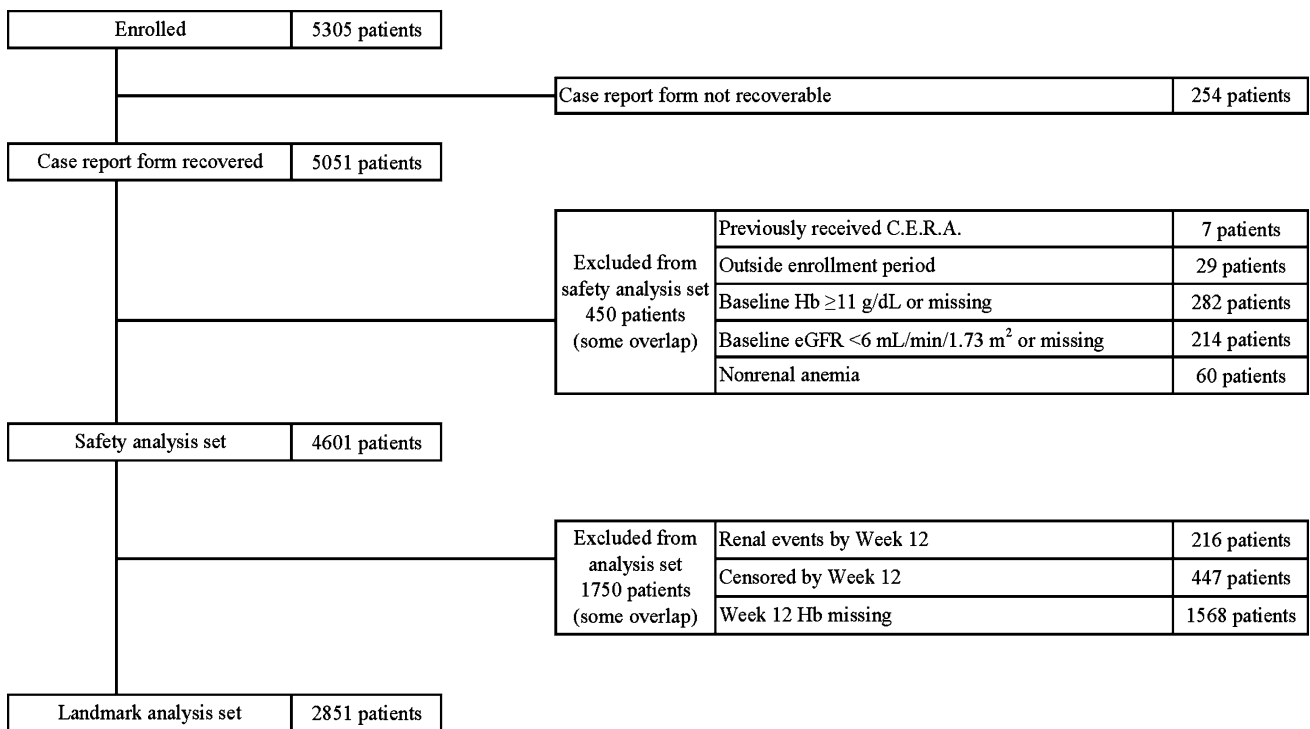 Enrolled 5305 patients
Case report form not recoverable 254 patients
Case report form recovered 5051 patients
Excluded from
safety analysis set
450 patients
(some overlap)
Previously received C.E.R.A. 7 patients
Outside enrollment period 29 patients
Baseline Hb ≥11 g/dL or missing 282 patients
Baseline eGFR <6 mL/min/1.73 m² or missing 214 patients
Nonrenal anemia 60 patients
Safety analysis set 4601 patients
Excluded from
analysis set
1750 patients
(some overlap)
Renal events by Week 12 216 patients
Censored by Week 12 447 patients
Week 12 Hb missing 1568 patients
Landmark analysis set 2851 patients